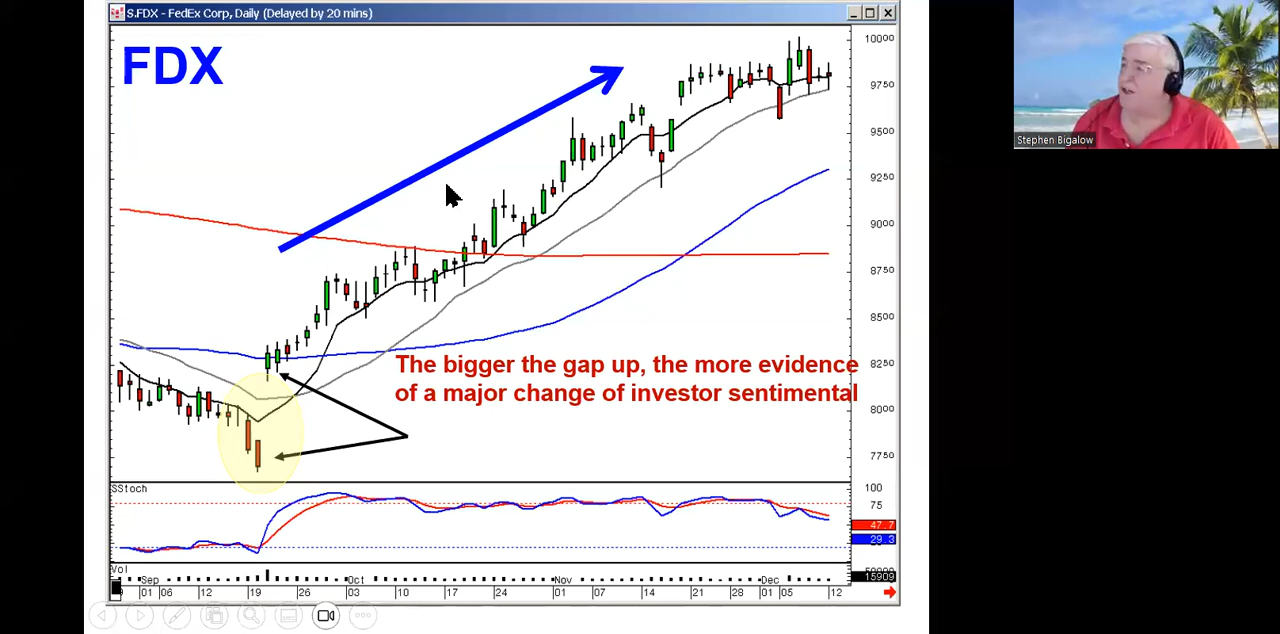 S.FDX - FedEx Corp, Daily (Delayed by 20 mins)
FDX
The bigger the gap up, the more evidence
of a major change of investor sentimental
10000
9750
9500
9250
9000
8750
8500
8250
8000
7750
SStoch
100
75
47.7
29.3
Vol
15909
Sep Oct Nov Dec
01 06 12 19 26 03 10 17 24 01 07 14 21 28 01 05 12
Stephen Bigalow